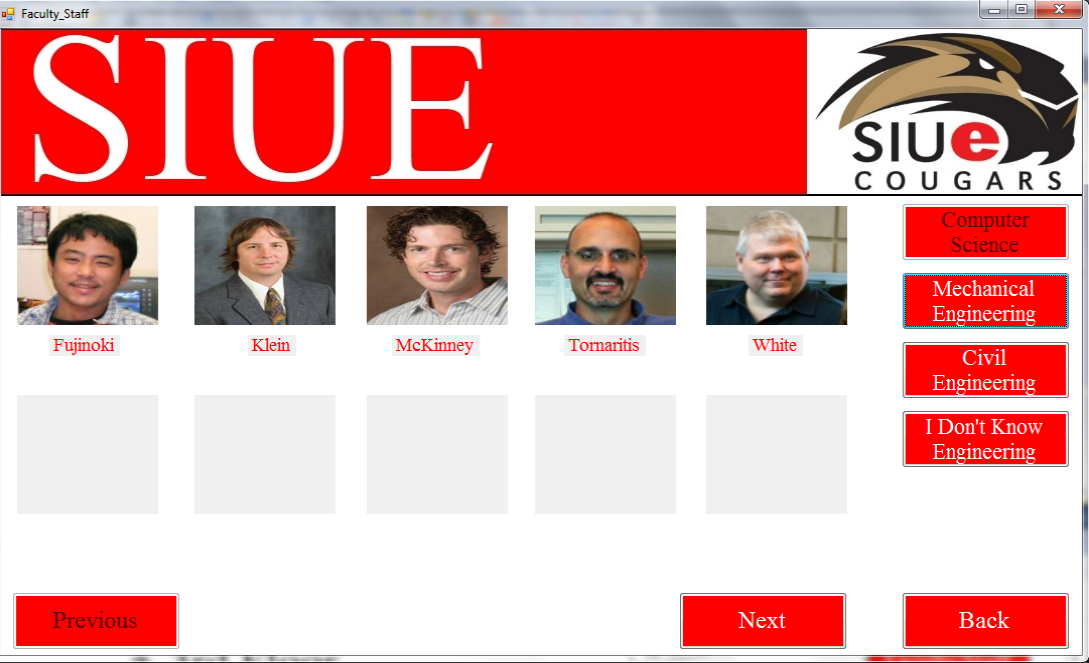 Faculty_Staff
SIUE
SIUe
COUGARS
Fujinoki
Klein
McKinney
Tornaritis
White
Computer
Science
Mechanical
Engineering
Civil
Engineering
I Don't Know
Engineering
Previous
Next
Back